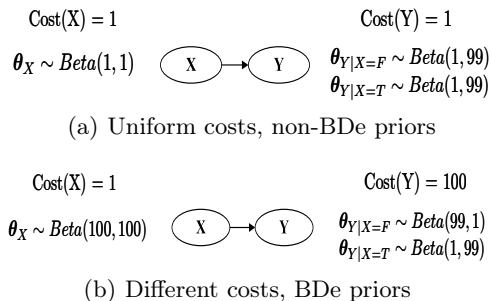 Cost(X) = 1
Cost(Y) = 1
θ_X ~ Beta(1, 1)
X
Y
θ_{Y|X=F} ~ Beta(1, 99)
θ_{Y|X=T} ~ Beta(1, 99)
(a) Uniform costs, non-BDe priors
Cost(X) = 1
Cost(Y) = 100
θ_X ~ Beta(100, 100)
X
Y
θ_{Y|X=F} ~ Beta(99, 1)
θ_{Y|X=T} ~ Beta(1, 99)
(b) Different costs, BDe priors